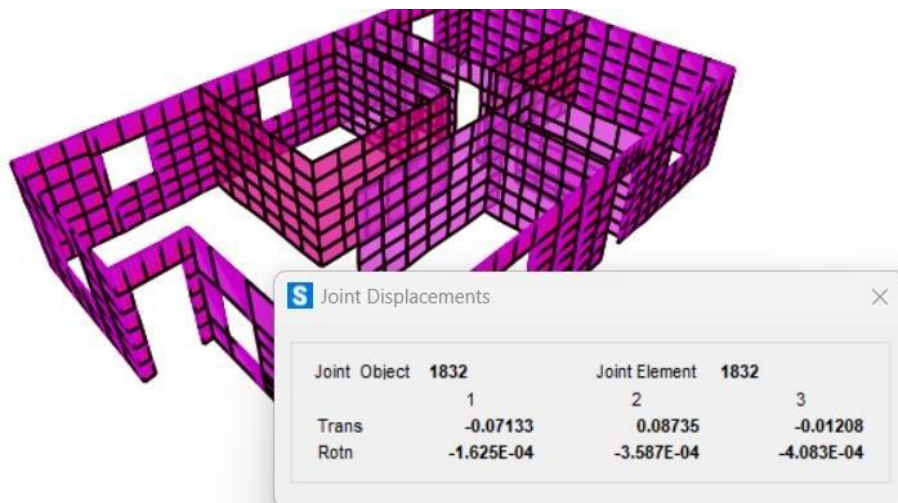 S Joint Displacements
Joint Object 1832 Joint Element 1832
1 2 3
Trans -0.07133 0.08735 -0.01208
Rotn -1.625E-04 -3.587E-04 -4.083E-04